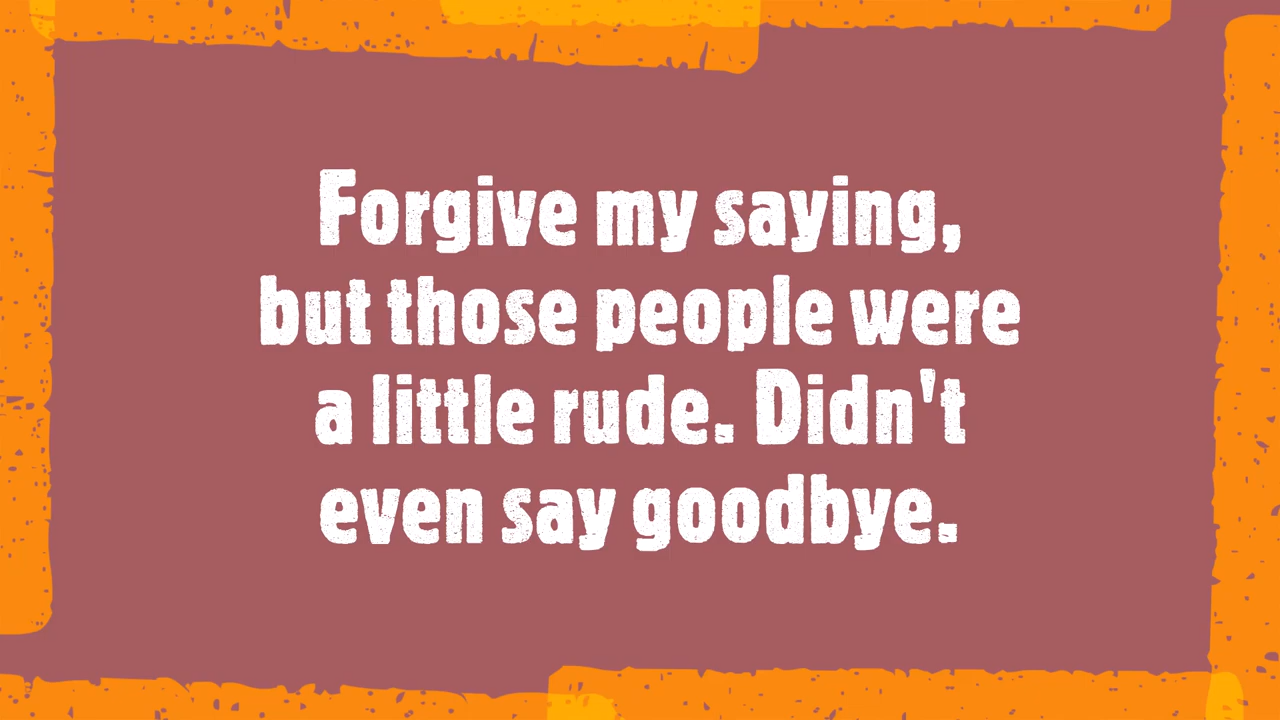 Forgive my saying,
but those people were
a little rude. Didn't
even say goodbye.